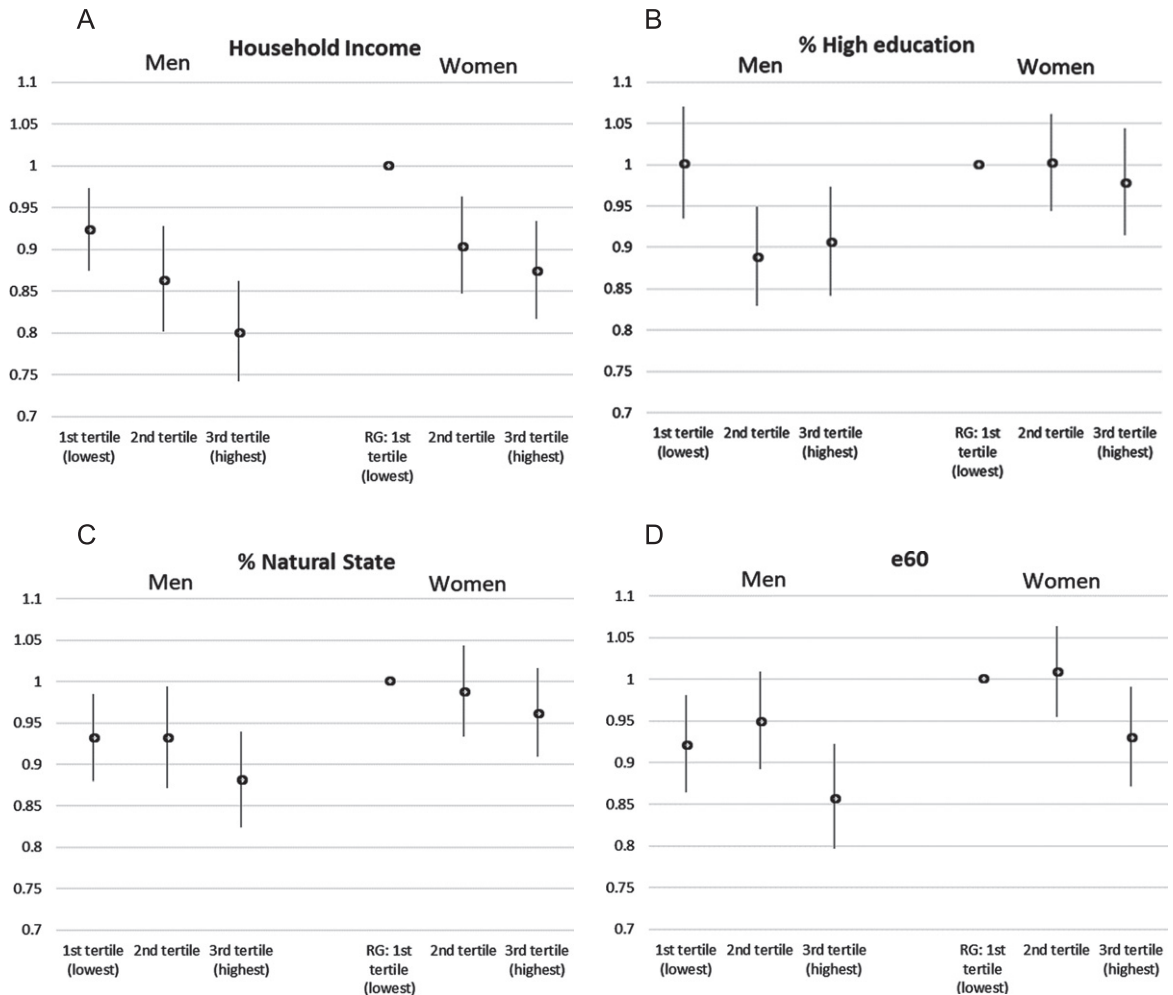 A
Household Income
Men Women
1.1
1.05
1
0.95
0.9
0.85
0.8
0.75
0.7
1st tertile (lowest)
2nd tertile
3rd tertile (highest)
RG: 1st tertile (lowest)
2nd tertile
3rd tertile (highest)
B
% High education
Men Women
1.1
1.05
1
0.95
0.9
0.85
0.8
0.75
0.7
1st tertile (lowest)
2nd tertile
3rd tertile (highest)
RG: 1st tertile (lowest)
2nd tertile
3rd tertile (highest)
C
% Natural State
Men Women
1.1
1.05
1
0.95
0.9
0.85
0.8
0.75
0.7
1st tertile (lowest)
2nd tertile
3rd tertile (highest)
RG: 1st tertile (lowest)
2nd tertile
3rd tertile (highest)
D
e60
Men Women
1.1
1.05
1
0.95
0.9
0.85
0.8
0.75
0.7
1st tertile (lowest)
2nd tertile
3rd tertile (highest)
RG: 1st tertile (lowest)
2nd tertile
3rd tertile (highest)